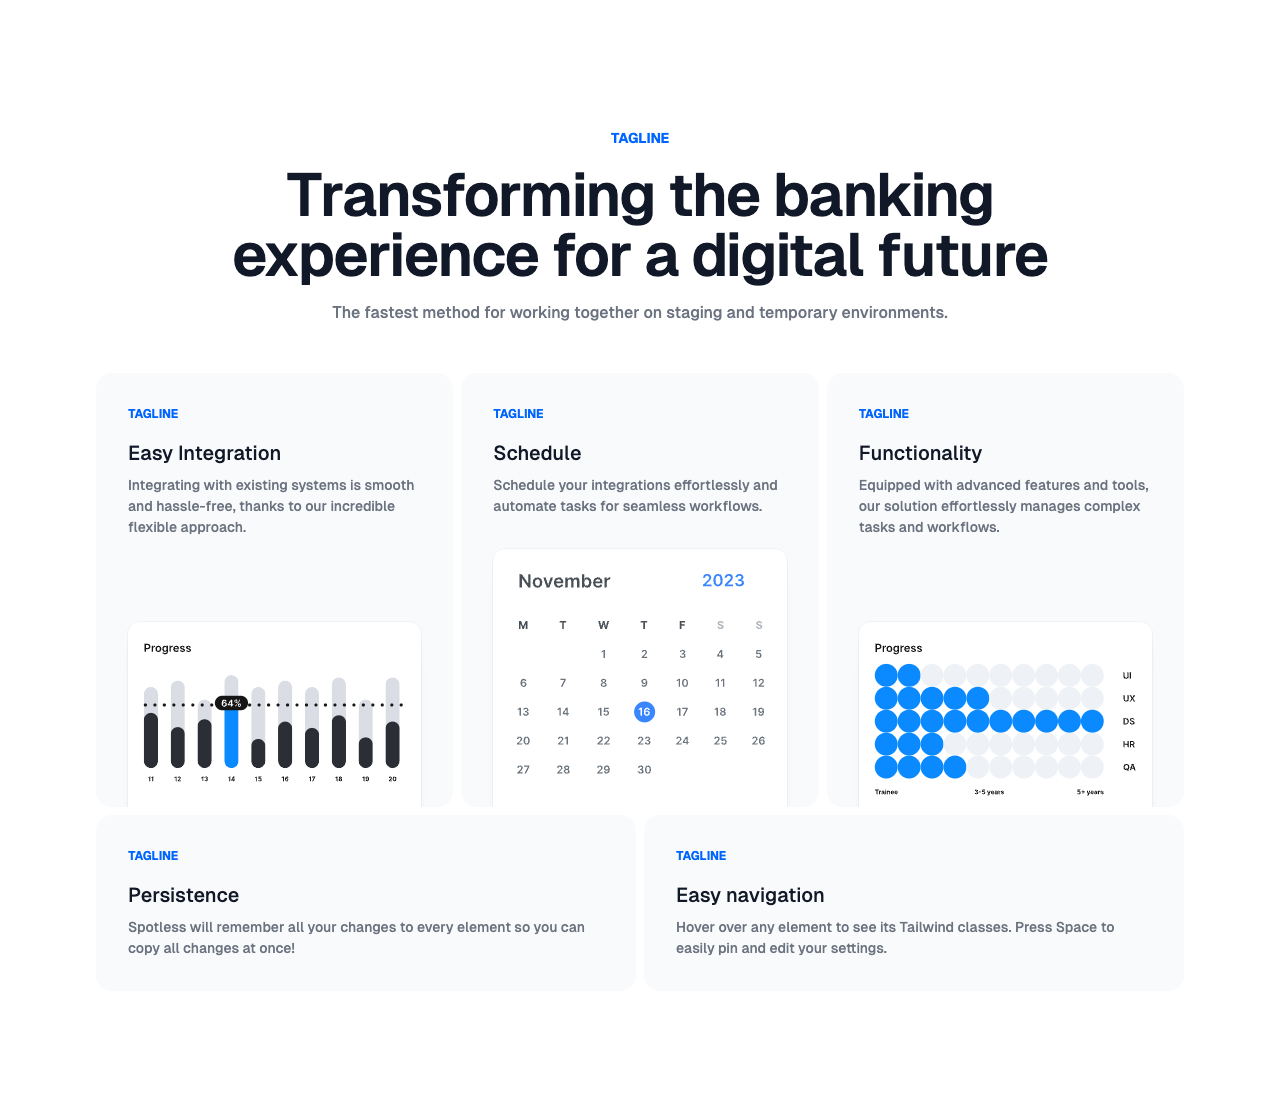 TAGLINE
Transforming the banking
experience for a digital future
The fastest method for working together on staging and temporary environments.
TAGLINE
Easy Integration
Integrating with existing systems is smooth
and hassle-free, thanks to our incredible
flexible approach.
Progress
64%
11 12 13 14 15 16 17 18 19 20
TAGLINE
Schedule
Schedule your integrations effortlessly and
automate tasks for seamless workflows.
November 2023
M T W T F S S
1 2 3 4 5
6 7 8 9 10 11 12
13 14 15 16 17 18 19
20 21 22 23 24 25 26
27 28 29 30
TAGLINE
Functionality
Equipped with advanced features and tools,
our solution effortlessly manages complex
tasks and workflows.
Progress
UI
UX
DS
HR
QA
Trainee 3-5 years 5+ years
TAGLINE
Persistence
Spotless will remember all your changes to every element so you can
copy all changes at once!
TAGLINE
Easy navigation
Hover over any element to see its Tailwind classes. Press Space to
easily pin and edit your settings.